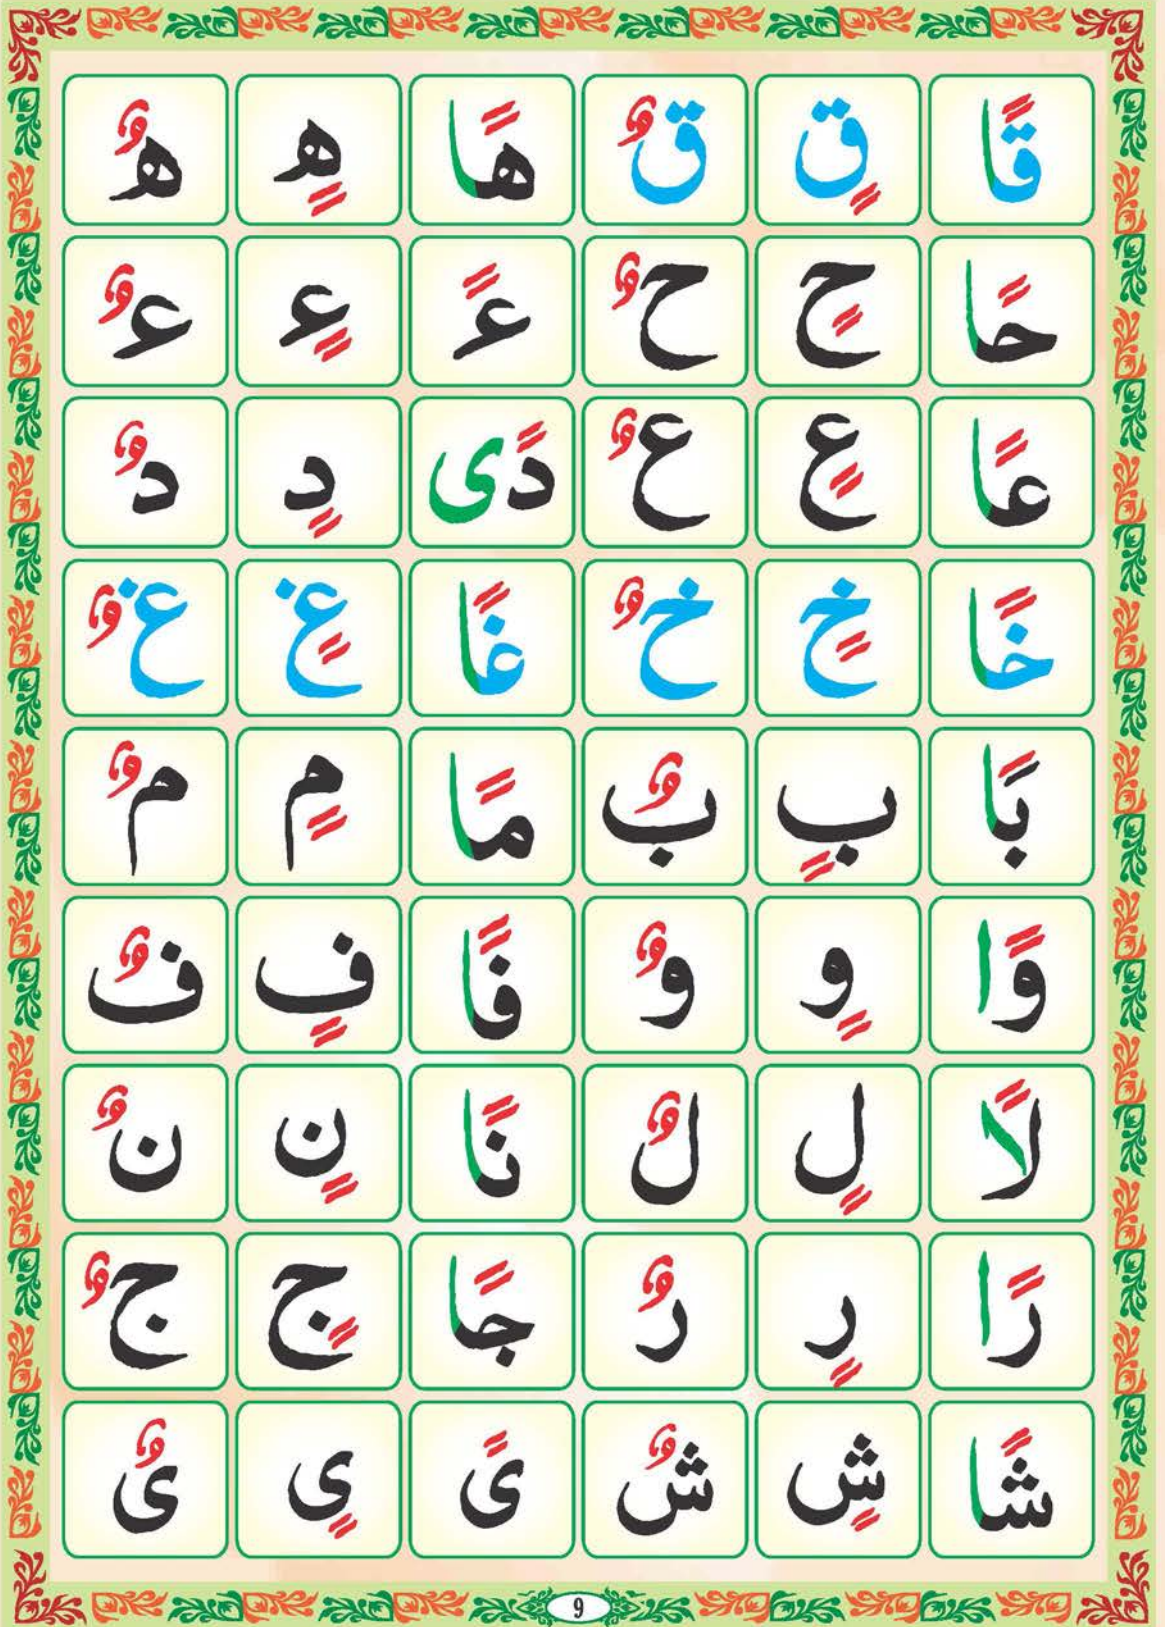 قًا قٍ قٌ هًا هٍ هٌ
حًا حٍ حٌ ءً ءٍ ءٌ
عًا عٍ عٌ دًى دٍ دٌ
خًا خٍ خٌ غًا غٍ غٌ
بًا بٍ بٌ مًا مٍ مٌ
وًا وٍ وٌ فًا فٍ فٌ
لًا لٍ لٌ نًا نٍ نٌ
رًا رٍ رٌ جًا جٍ جٌ
شًا شٍ شٌ ىً ىٍ ىٌ
9